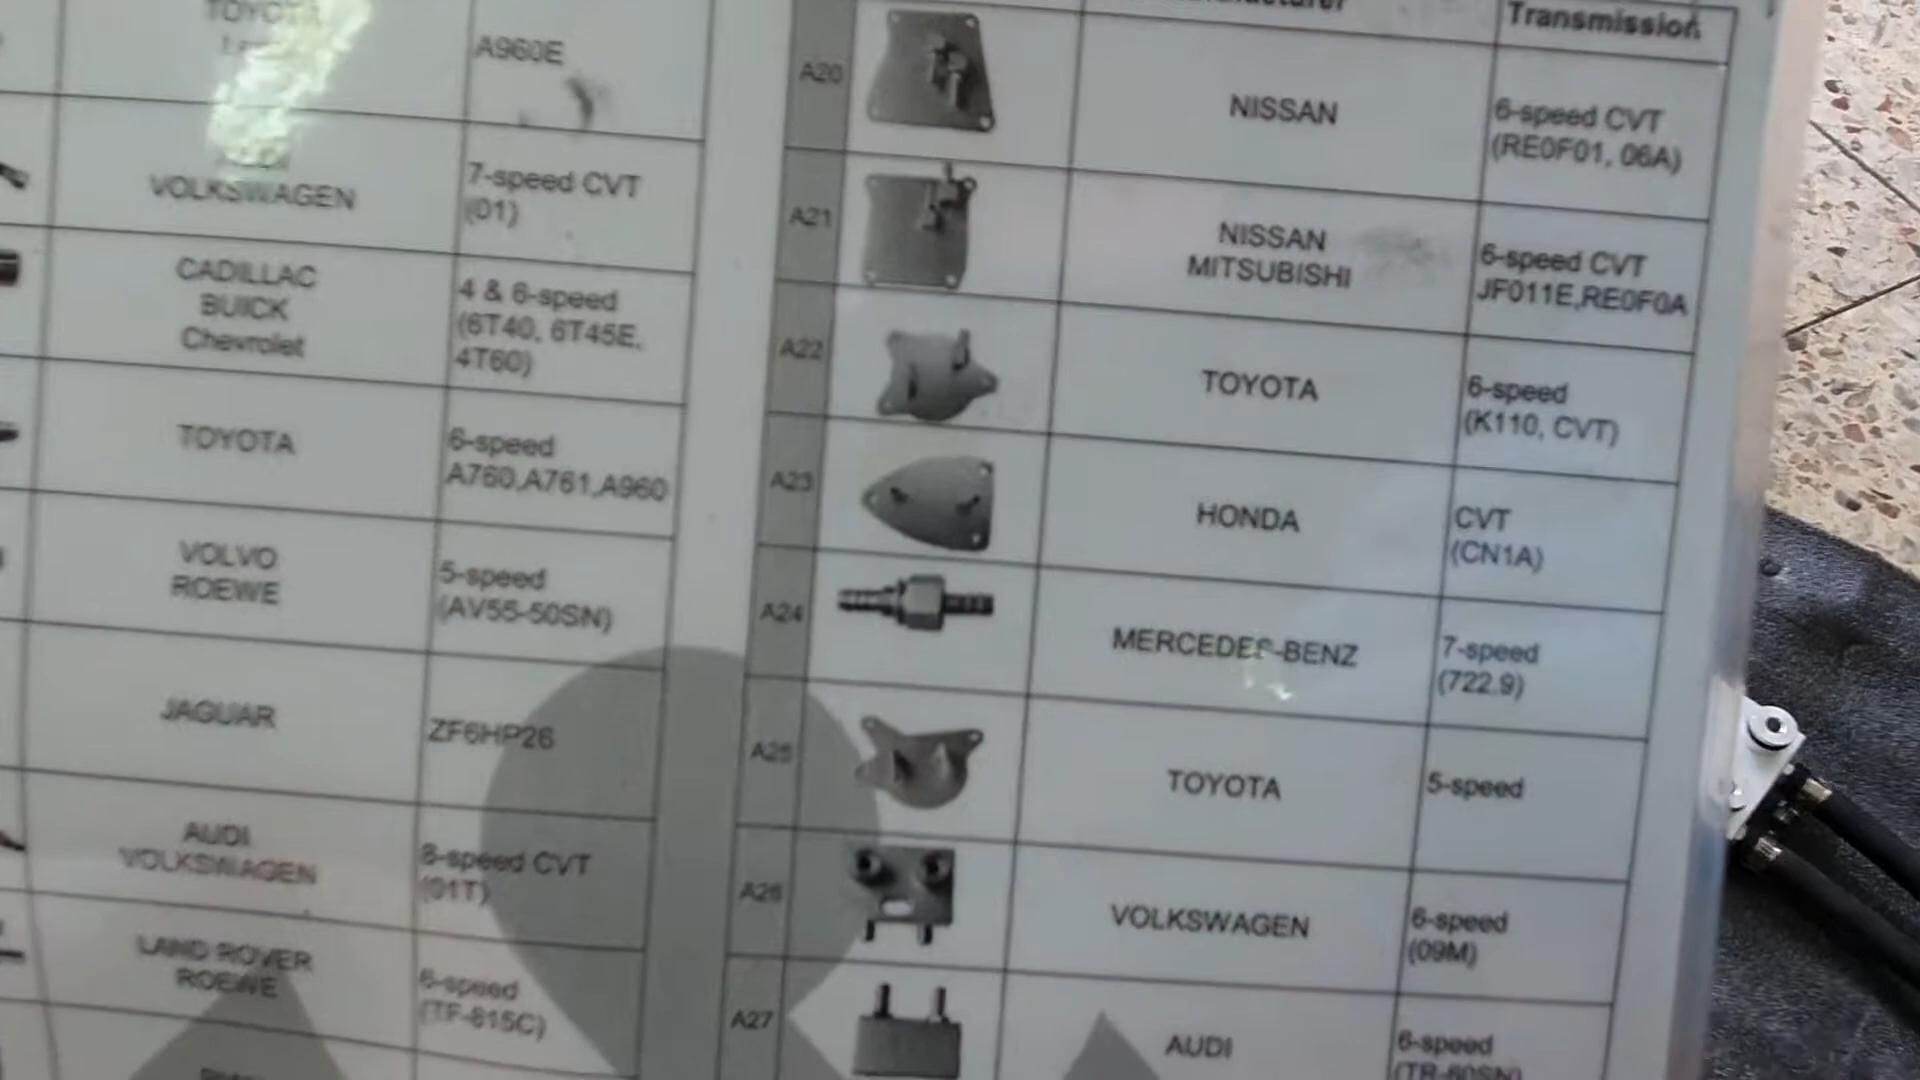 TOYOTA
A960E
VOLKSWAGEN
7-speed CVT
(01)
CADILLAC
BUICK
Chevrolet
4 & 6-speed
(6T40, 6T45E,
4T60)
TOYOTA
6-speed
A760,A761,A960
VOLVO
ROEWE
5-speed
(AV55-50SN)
JAGUAR
ZF6HP26
AUDI
VOLKSWAGEN
8-speed CVT
(01T)
LAND ROVER
ROEWE
6-speed
(TF-815C)
Transmission
A20
NISSAN
6-speed CVT
(RE0F01, 06A)
A21
NISSAN
MITSUBISHI
6-speed CVT
JF011E,RE0F0A
A22
TOYOTA
6-speed
(K110, CVT)
A23
HONDA
CVT
(CN1A)
A24
MERCEDES-BENZ
7-speed
(722.9)
A25
TOYOTA
5-speed
A26
VOLKSWAGEN
6-speed
(09M)
A27
AUDI
6-speed
(TR-60SN)